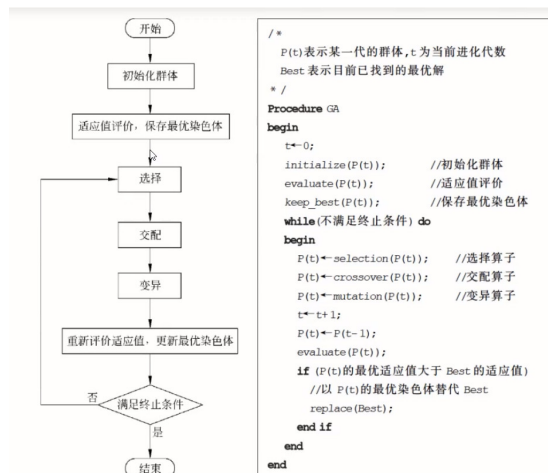 开始
初始化群体
适应值评价，保存最优染色体
选择
交配
变异
重新评价适应值，更新最优染色体
满足终止条件
否
是
结束
/*
P(t)表示某一代的群体,t 为当前进化代数
Best 表示目前已找到的最优解
*/
Procedure GA
begin
t←0;
initialize(P(t)); //初始化群体
evaluate(P(t)); //适应值评价
keep_best(P(t)); //保存最优染色体
while(不满足终止条件) do
begin
P(t)←selection(P(t)); //选择算子
P(t)←crossover(P(t)); //交配算子
P(t)←mutation(P(t)); //变异算子
t←t+1;
P(t)←P(t-1);
evaluate(P(t));
if (P(t)的最优适应值大于 Best 的适应值)
//以 P(t)的最优染色体替代 Best
replace(Best);
end if
end
end